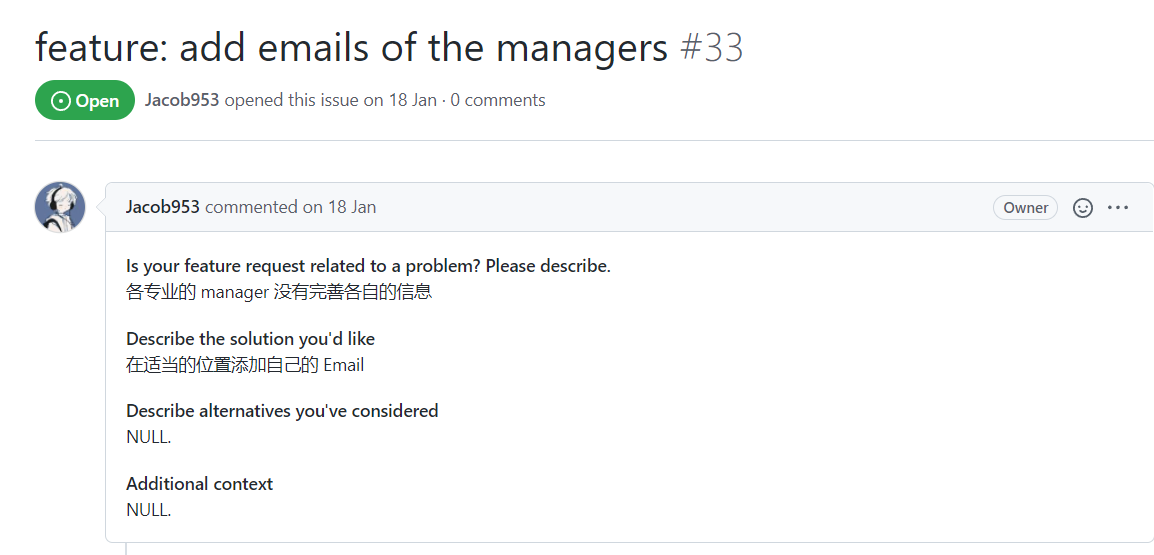 feature: add emails of the managers #33
Open Jacob953 opened this issue on 18 Jan · 0 comments
Jacob953 commented on 18 Jan Owner
Is your feature request related to a problem? Please describe.
各专业的 manager 没有完善各自的信息
Describe the solution you'd like
在适当的位置添加自己的 Email
Describe alternatives you've considered
NULL.
Additional context
NULL.